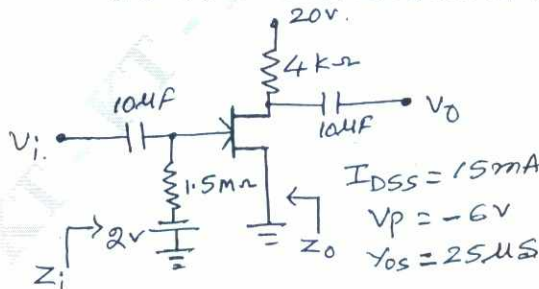 20V.
4KΩ
10μF
10μF
Vi.
Vo
1.5MΩ
2V
Zi
Zo
IDSS = 15mA
VP = -6V
Yos = 25μS